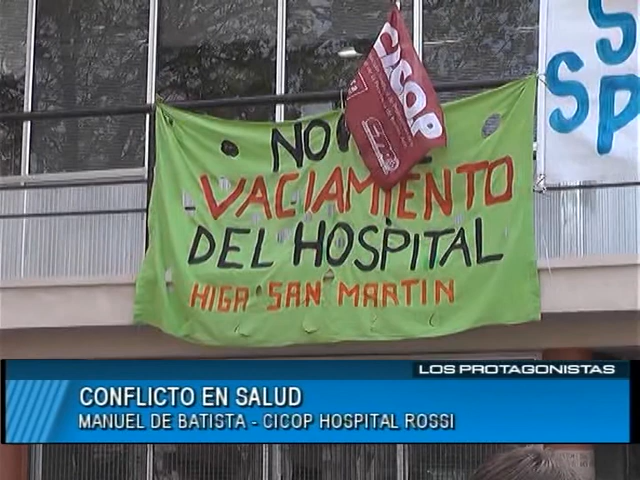 CICOP
S
SP
NO
VACIAMIENTO
DEL HOSPITAL
HIGA SAN MARTIN
LOS PROTAGONISTAS
CONFLICTO EN SALUD
MANUEL DE BATISTA - CICOP HOSPITAL ROSSI